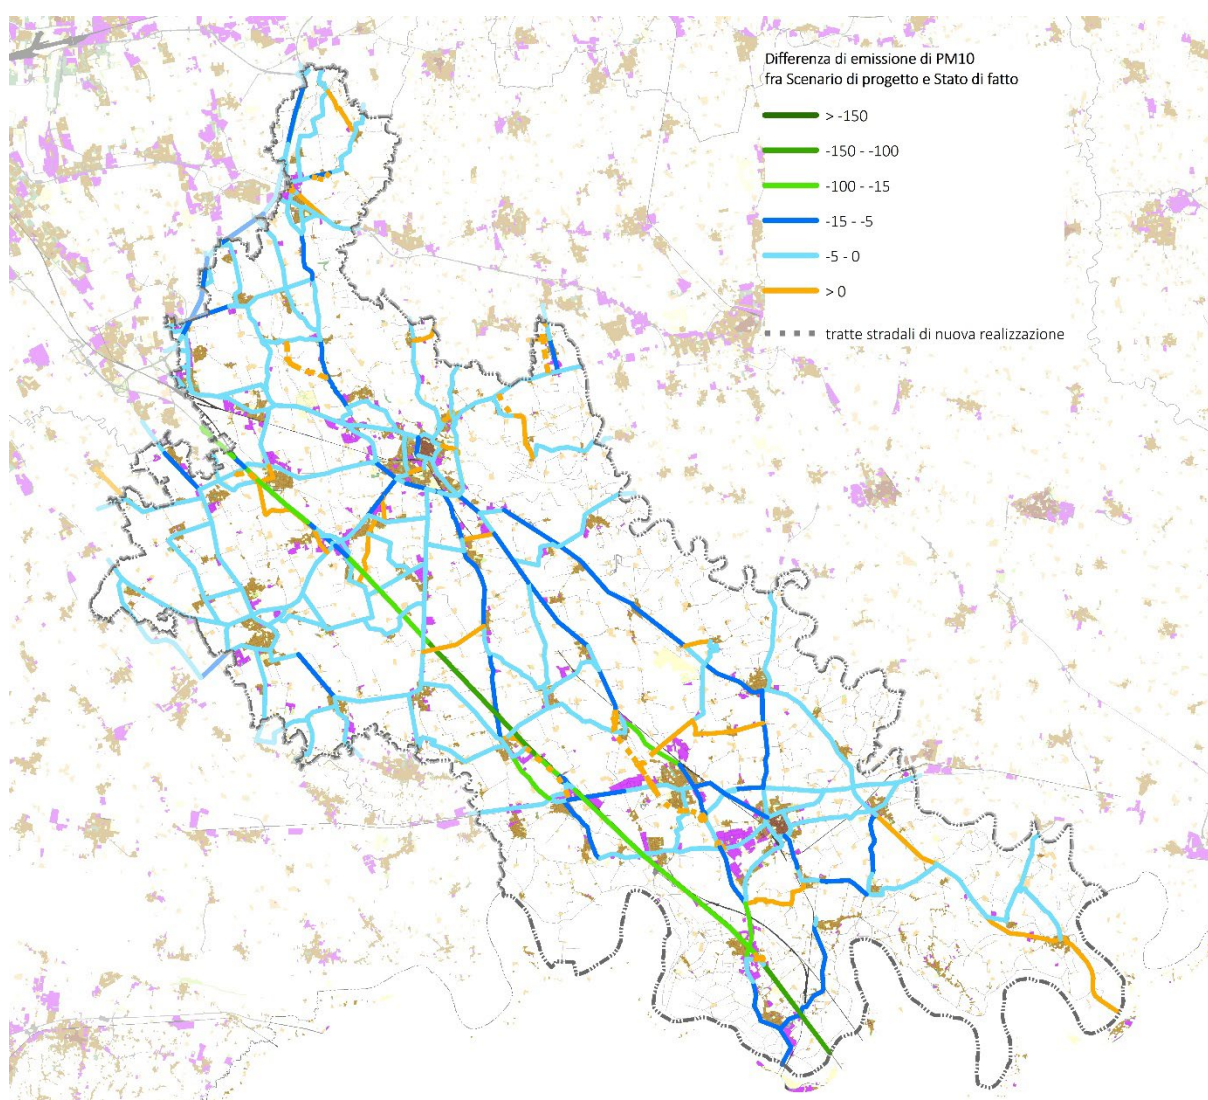 Differenza di emissione di PM10
fra Scenario di progetto e Stato di fatto
> -150
-150 - -100
-100 - -15
-15 - -5
-5 - 0
> 0
tratte stradali di nuova realizzazione